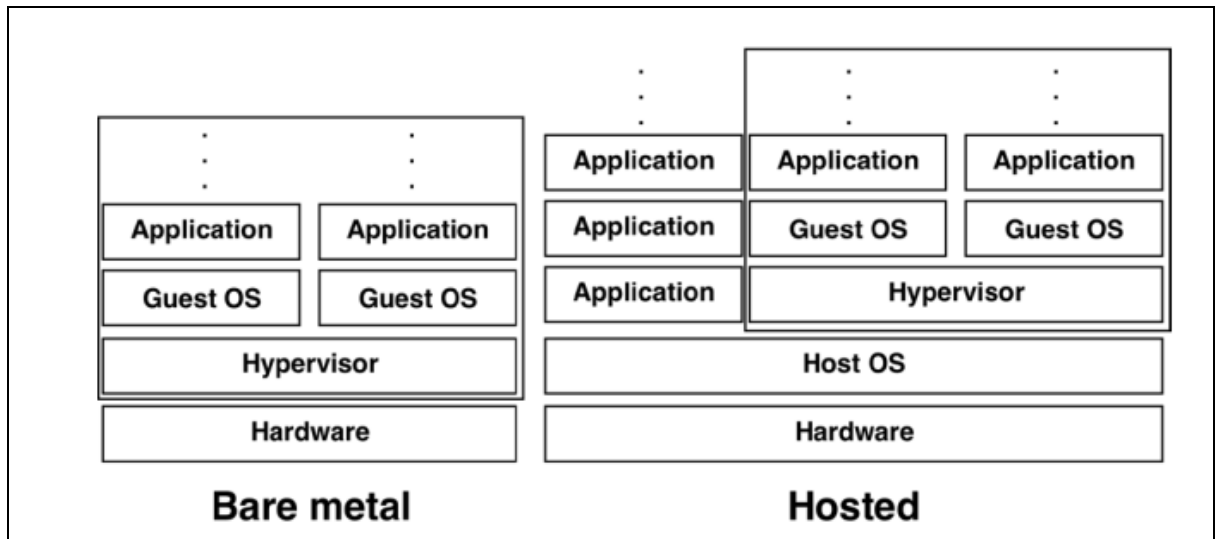 Application Application
Guest OS Guest OS
Hypervisor
Hardware
Bare metal
Application Application Application
Application Guest OS Guest OS
Application Hypervisor
Host OS
Hardware
Hosted